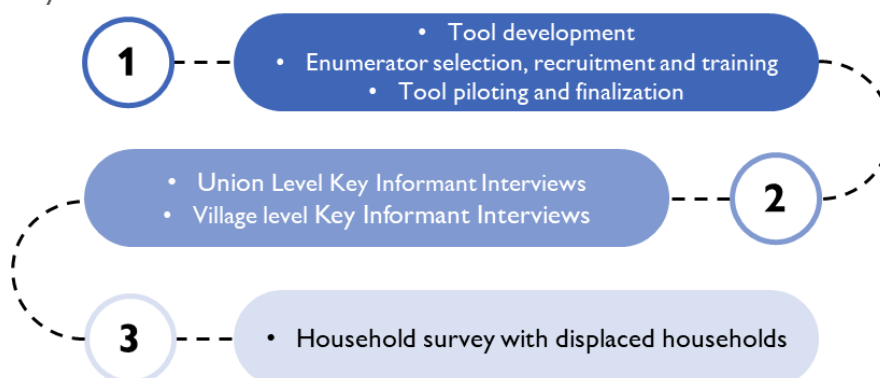 1
• Tool development
• Enumerator selection, recruitment and training
• Tool piloting and finalization
• Union Level Key Informant Interviews
• Village level Key Informant Interviews
2
3
• Household survey with displaced households